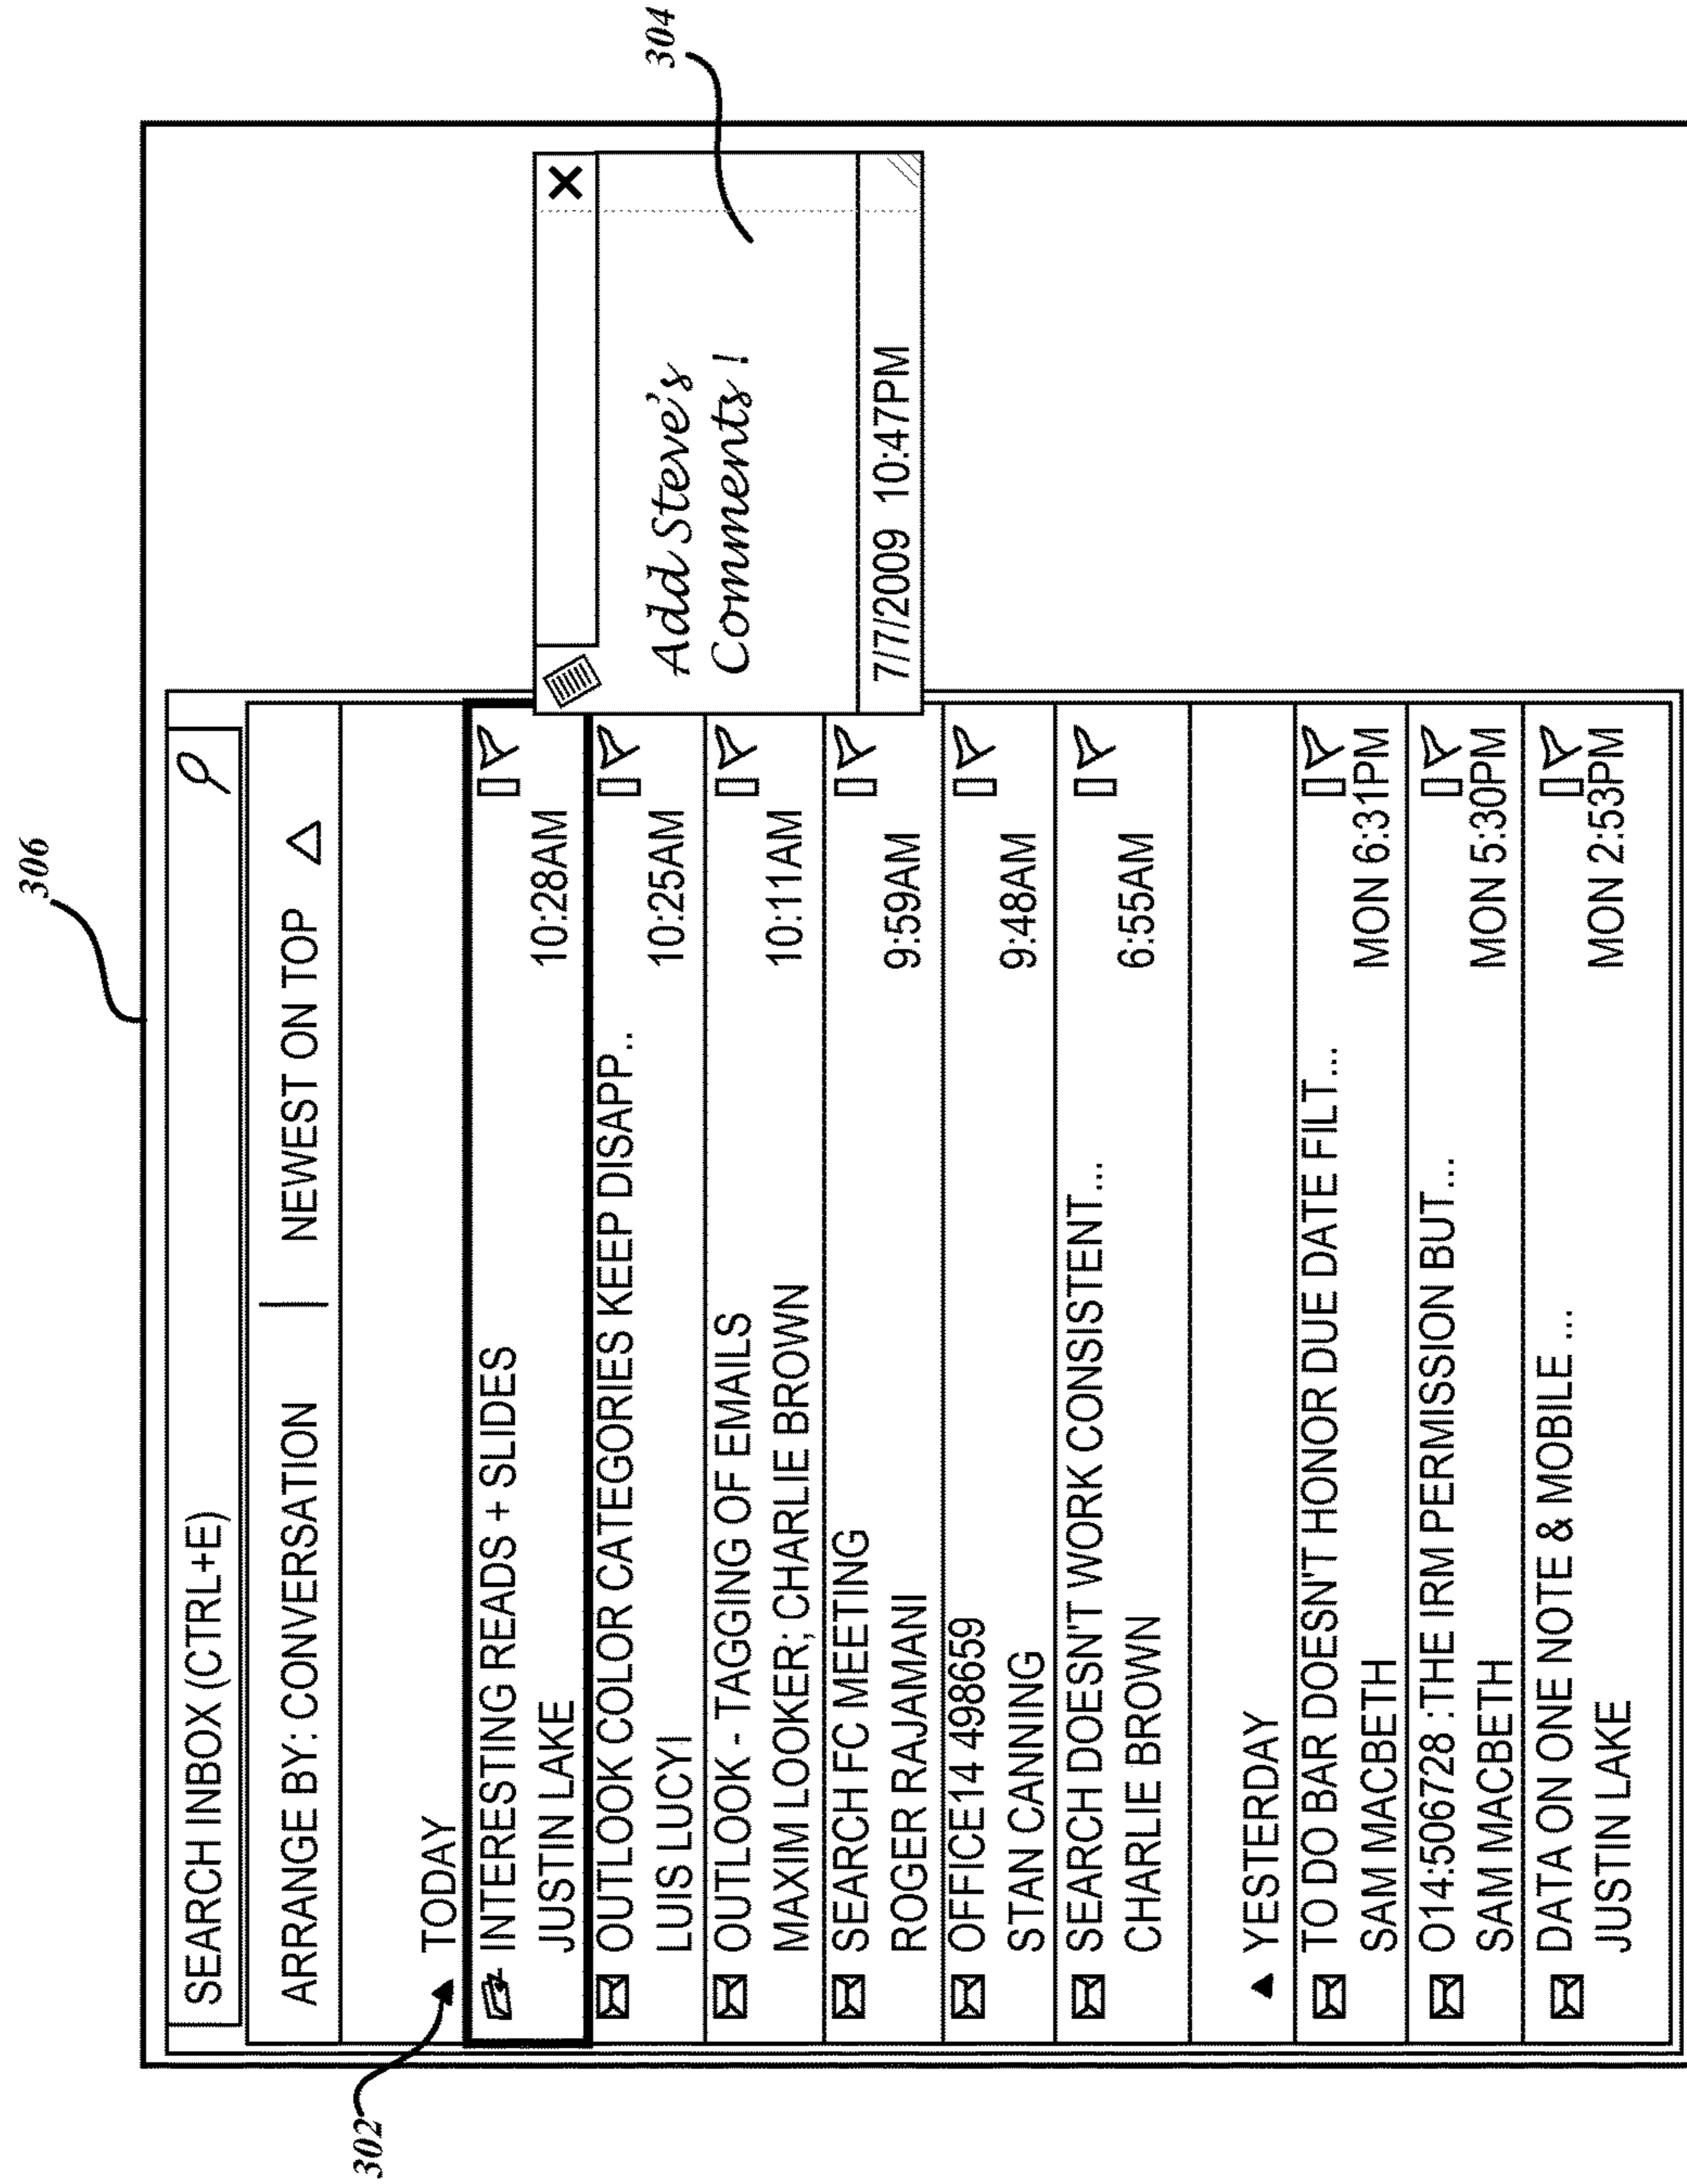 306
SEARCH INBOX (CTRL+E)
ARRANGE BY: CONVERSATION | NEWEST ON TOP
302
TODAY
INTERESTING READS + SLIDES
JUSTIN LAKE 10:28AM
OUTLOOK COLOR CATEGORIES KEEP DISAPP..
LUIS LUCYI 10:25AM
OUTLOOK - TAGGING OF EMAILS
MAXIM LOOKER; CHARLIE BROWN 10:11AM
SEARCH FC MEETING
ROGER RAJAMANI 9:59AM
OFFICE14 498659
STAN CANNING 9:48AM
SEARCH DOESN'T WORK CONSISTENT...
CHARLIE BROWN 6:55AM
YESTERDAY
TO DO BAR DOESN'T HONOR DUE DATE FILT...
SAM MACBETH MON 6:31PM
O14:506728 :THE IRM PERMISSION BUT...
SAM MACBETH MON 5:30PM
DATA ON ONE NOTE & MOBILE ...
JUSTIN LAKE MON 2:53PM
304
Add Steve's
Comments !
7/7/2009 10:47PM